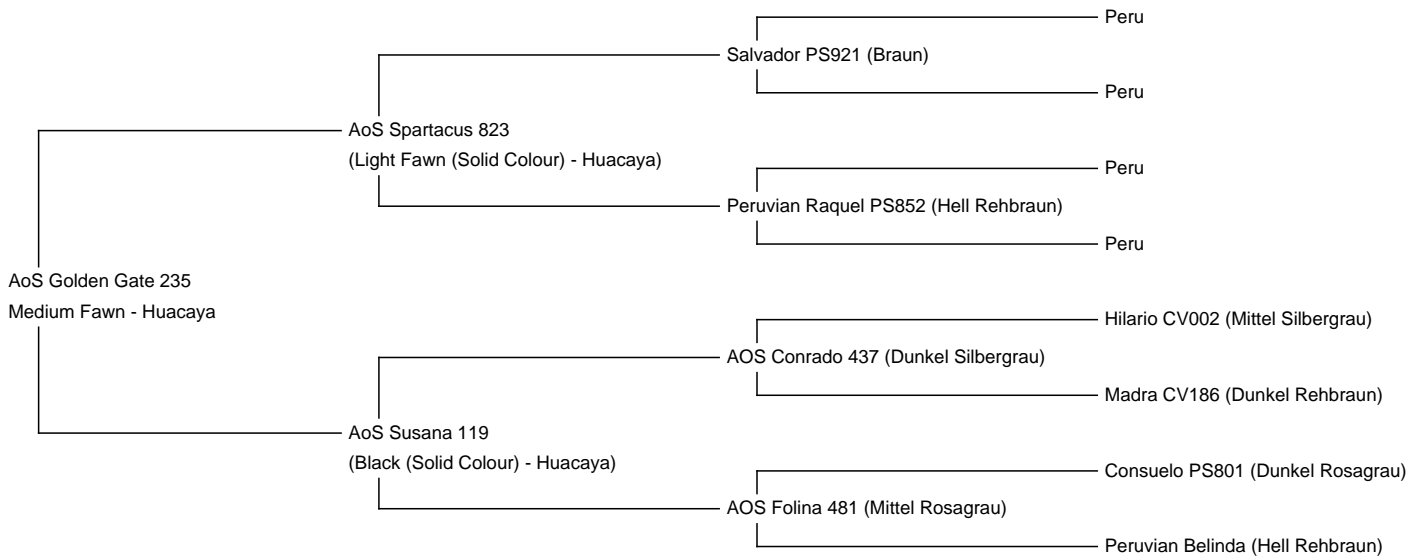 Peru
Salvador PS921 (Braun)
Peru
AoS Spartacus 823
(Light Fawn (Solid Colour) - Huacaya)
Peru
Peruvian Raquel PS852 (Hell Rehbraun)
Peru
AoS Golden Gate 235
Medium Fawn - Huacaya
Hilario CV002 (Mittel Silbergrau)
AOS Conrado 437 (Dunkel Silbergrau)
Madra CV186 (Dunkel Rehbraun)
AoS Susana 119
(Black (Solid Colour) - Huacaya)
Consuelo PS801 (Dunkel Rosagrau)
AOS Folina 481 (Mittel Rosagrau)
Peruvian Belinda (Hell Rehbraun)